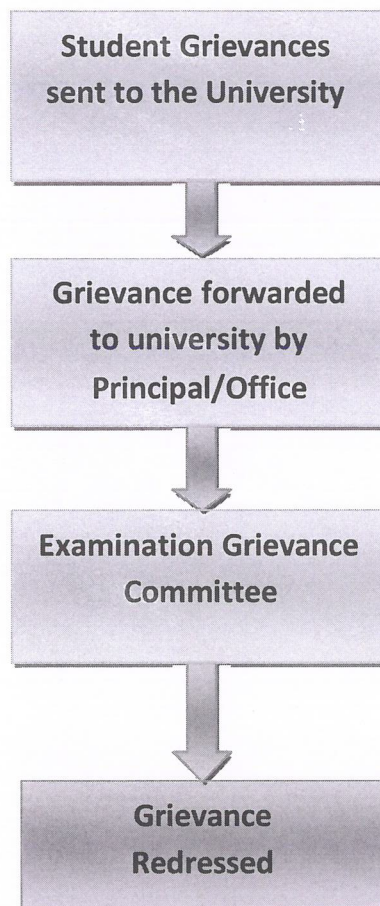 Student Grievances
sent to the University
Grievance forwarded
to university by
Principal/Office
Examination Grievance
Committee
Grievance
Redressed